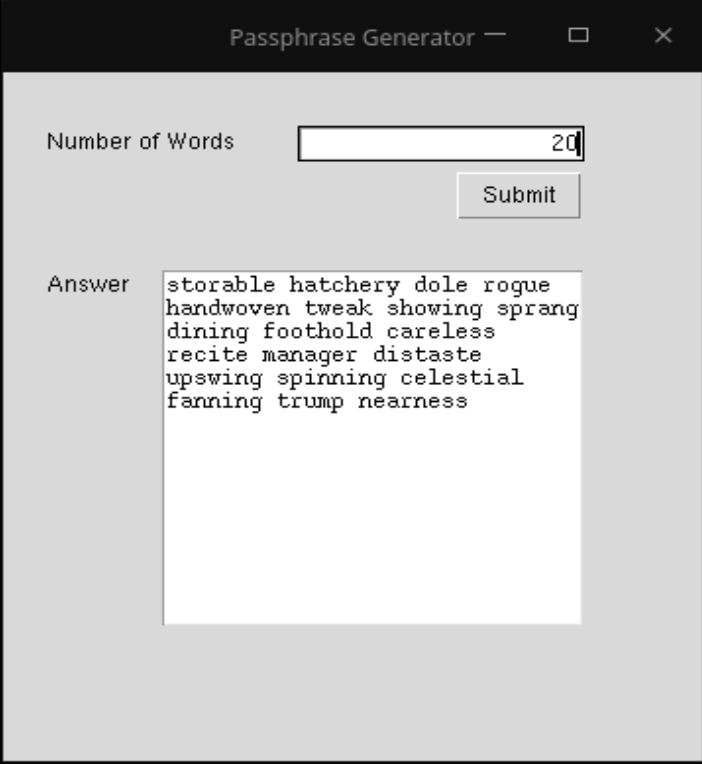 Passphrase Generator
Number of Words 20
Submit
Answer
storable hatchery dole rogue
handwoven tweak showing sprang
dining foothold careless
recite manager distaste
upswing spinning celestial
fanning trump nearness